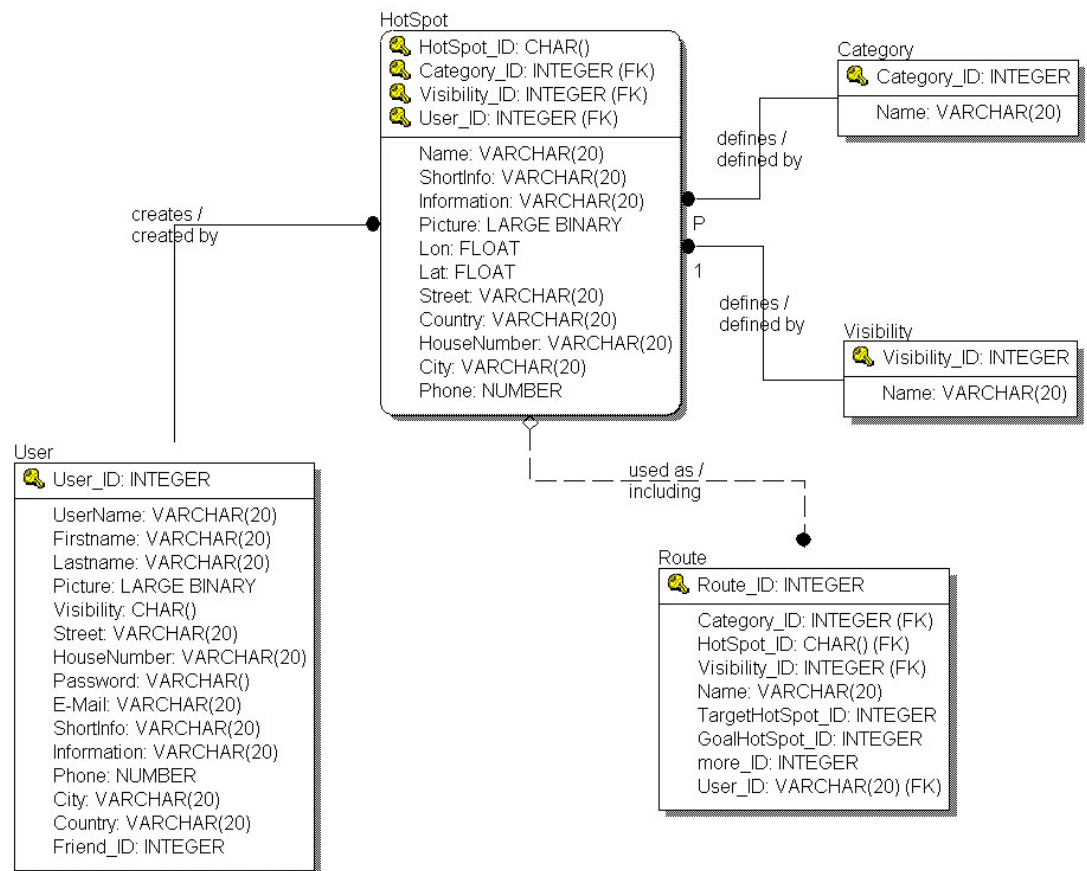 HotSpot
HotSpot_ID: CHAR()
Category_ID: INTEGER (FK)
Visibility_ID: INTEGER (FK)
User_ID: INTEGER (FK)
Name: VARCHAR(20)
ShortInfo: VARCHAR(20)
Information: VARCHAR(20)
Picture: LARGE BINARY
Lon: FLOAT
Lat: FLOAT
Street: VARCHAR(20)
Country: VARCHAR(20)
HouseNumber: VARCHAR(20)
City: VARCHAR(20)
Phone: NUMBER
Category
Category_ID: INTEGER
Name: VARCHAR(20)
defines /
defined by
P
1
defines /
defined by
Visibility
Visibility_ID: INTEGER
Name: VARCHAR(20)
creates /
created by
User
User_ID: INTEGER
UserName: VARCHAR(20)
Firstname: VARCHAR(20)
Lastname: VARCHAR(20)
Picture: LARGE BINARY
Visibility: CHAR()
Street: VARCHAR(20)
HouseNumber: VARCHAR(20)
Password: VARCHAR()
E-Mail: VARCHAR(20)
ShortInfo: VARCHAR(20)
Information: VARCHAR(20)
Phone: NUMBER
City: VARCHAR(20)
Country: VARCHAR(20)
Friend_ID: INTEGER
used as /
including
Route
Route_ID: INTEGER
Category_ID: INTEGER (FK)
HotSpot_ID: CHAR() (FK)
Visibility_ID: INTEGER (FK)
Name: VARCHAR(20)
TargetHotSpot_ID: INTEGER
GoalHotSpot_ID: INTEGER
more_ID: INTEGER
User_ID: VARCHAR(20) (FK)